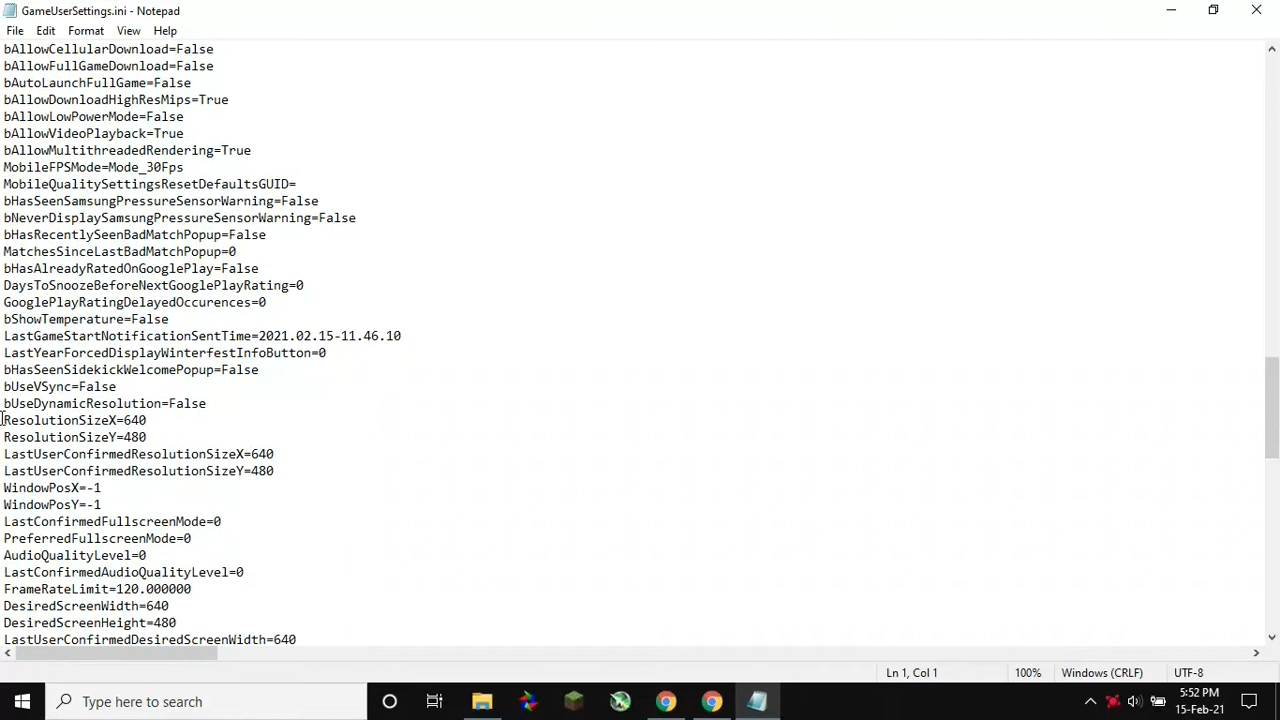 GameUserSettings.ini - Notepad
File Edit Format View Help
bAllowCellularDownload=False
bAllowFullGameDownload=False
bAutoLaunchFullGame=False
bAllowDownloadHighResMips=True
bAllowLowPowerMode=False
bAllowVideoPlayback=True
bAllowMultithreadedRendering=True
MobileFPSMode=Mode_30Fps
MobileQualitySettingsResetDefaultsGUID=
bHasSeenSamsungPressureSensorWarning=False
bNeverDisplaySamsungPressureSensorWarning=False
bHasRecentlySeenBadMatchPopup=False
MatchesSinceLastBadMatchPopup=0
bHasAlreadyRatedOnGooglePlay=False
DaysToSnoozeBeforeNextGooglePlayRating=0
GooglePlayRatingDelayedOccurences=0
bShowTemperature=False
LastGameStartNotificationSentTime=2021.02.15-11.46.10
LastYearForcedDisplayWinterfestInfoButton=0
bHasSeenSidekickWelcomePopup=False
bUseVSync=False
bUseDynamicResolution=False
ResolutionSizeX=640
ResolutionSizeY=480
LastUserConfirmedResolutionSizeX=640
LastUserConfirmedResolutionSizeY=480
WindowPosX=-1
WindowPosY=-1
LastConfirmedFullscreenMode=0
PreferredFullscreenMode=0
AudioQualityLevel=0
LastConfirmedAudioQualityLevel=0
FrameRateLimit=120.000000
DesiredScreenWidth=640
DesiredScreenHeight=480
LastUserConfirmedDesiredScreenWidth=640
Ln 1, Col 1 100% Windows (CRLF) UTF-8
Type here to search
5:52 PM
15-Feb-21